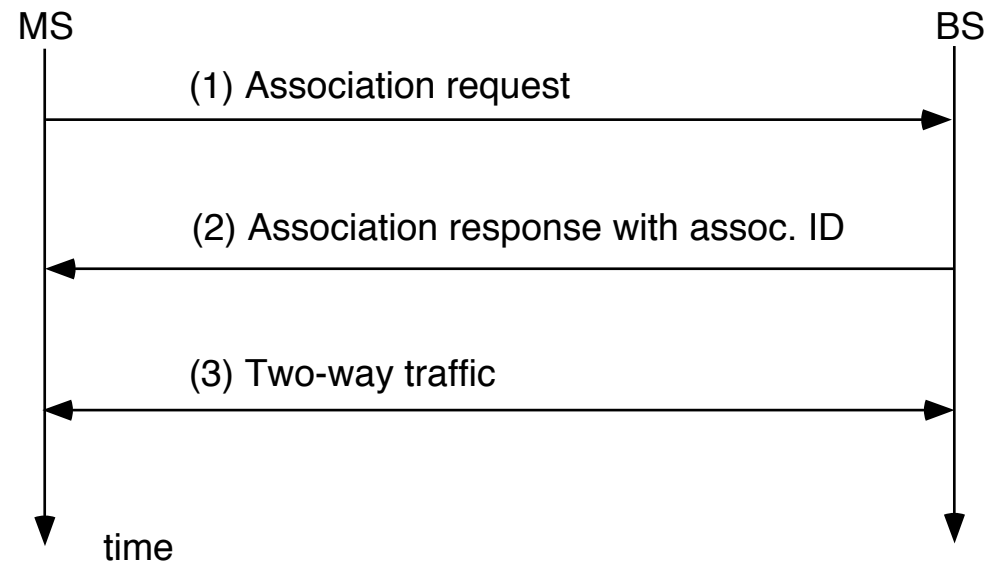 MS
BS
(1) Association request
(2) Association response with assoc. ID
(3) Two-way traffic
time